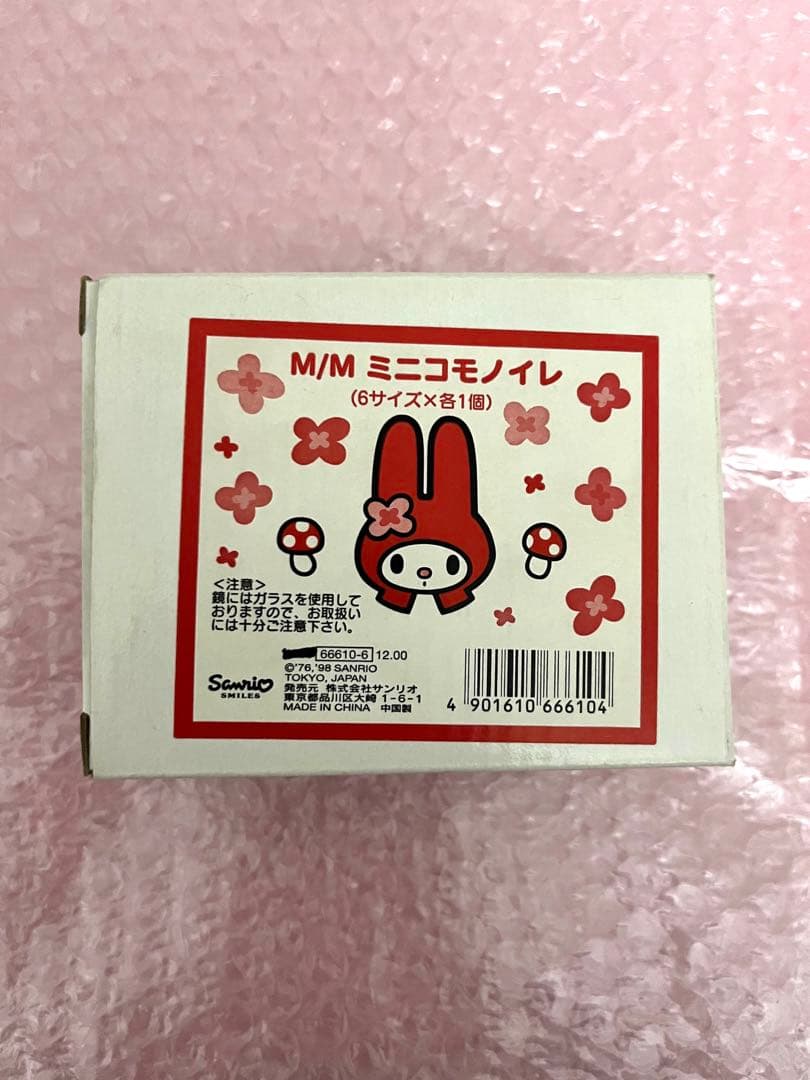 M/M ミニコモノイレ
(6サイズ×各1個)
<注意>
鏡にはガラスを使用して
おりますので、お取扱い
には十分ご注意下さい。
66610-6 12.00
©'76,'98 SANRIO
TOKYO, JAPAN
発売元 株式会社サンリオ
東京都品川区大崎 1-6-1
MADE IN CHINA 中国製
Sanrio
SMILES
4 901610 666104